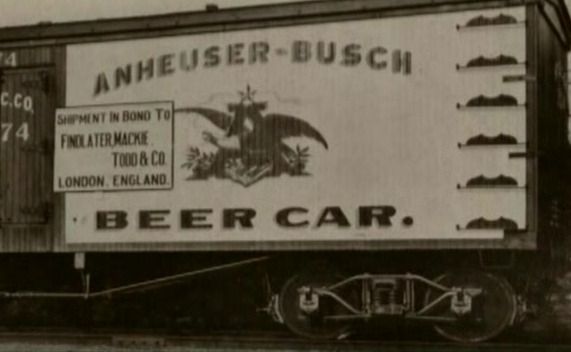 74
C.CO.
74
ANHEUSER-BUSCH
SHIPMENT IN BOND TO
FINDLATER, MACKIE.
TODD & CO.
LONDON, ENGLAND.
BEER CAR.